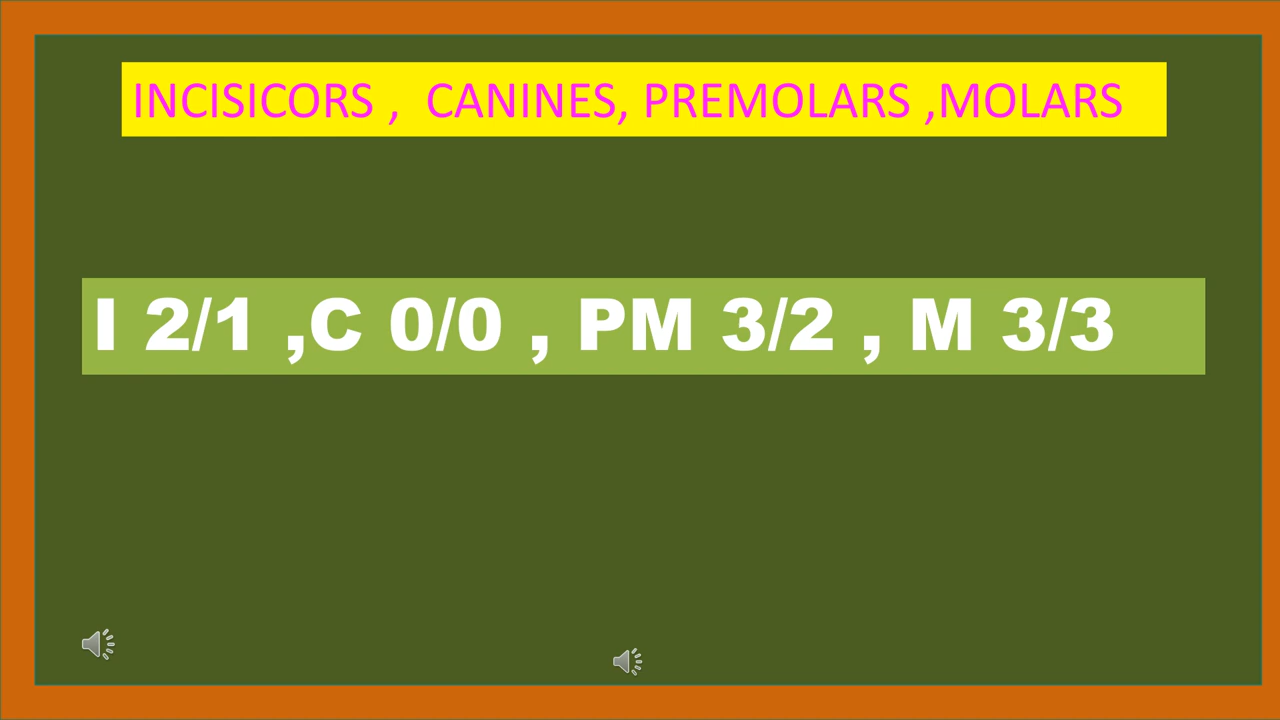 INCISICORS , CANINES, PREMOLARS ,MOLARS
I 2/1 ,C 0/0 , PM 3/2 , M 3/3